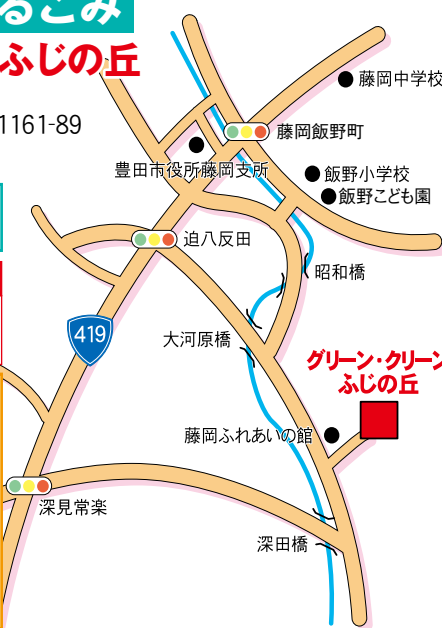 るごみ
ふじの丘
1161-89
藤岡中学校
藤岡飯野町
豊田市役所藤岡支所
飯野小学校
飯野こども園
迫八反田
昭和橋
419
大河原橋
グリーン・クリーン
ふじの丘
藤岡ふれあいの館
深見常楽
深田橋